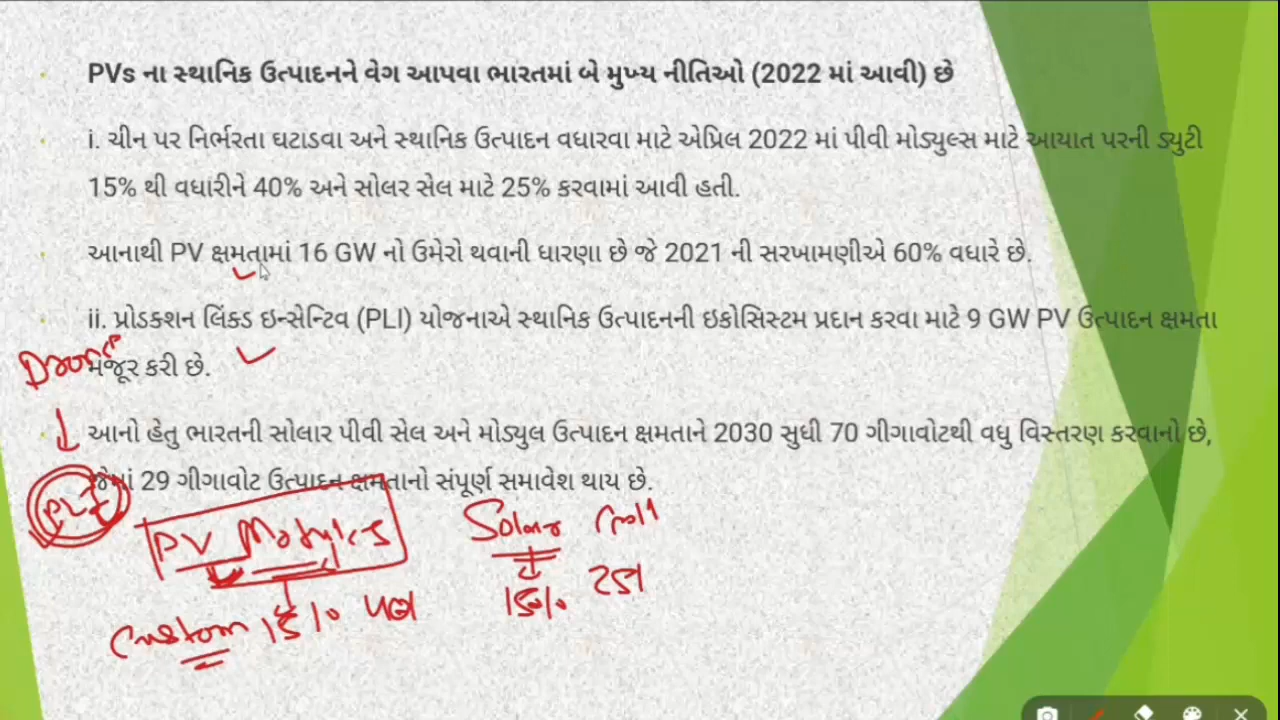 PVs ના સ્થાનિક ઉત્પાદનને વેગ આપવા ભારતમાં બે મુખ્ય નીતિઓ (2022 માં આવી) છે
i. ચીન પર નિર્ભરતા ઘટાડવા અને સ્થાનિક ઉત્પાદન વધારવા માટે એપ્રિલ 2022 માં પીવી મોડ્યુલ્સ માટે આયાત પરની ડ્યુટી
15% થી વધારીને 40% અને સોલર સેલ માટે 25% કરવામાં આવી હતી.
આનાથી PV ક્ષમતામાં 16 GW નો ઉમેરો થવાની ધારણા છે જે 2021 ની સરખામણીએ 60% વધારે છે.
ii. પ્રોડક્શન લિંક્ડ ઇન્સેન્ટિવ (PLI) યોજનાએ સ્થાનિક ઉત્પાદનની ઇકોસિસ્ટમ પ્રદાન કરવા માટે 9 GW PV ઉત્પાદન ક્ષમતા
મંજૂર કરી છે.
Drone
આનો હેતુ ભારતની સોલાર પીવી સેલ અને મોડ્યુલ ઉત્પાદન ક્ષમતાને 2030 સુધી 70 ગીગાવોટથી વધુ વિસ્તરણ કરવાનો છે,
જેમાં 29 ગીગાવોટ ઉત્પાદન ક્ષમતાનો સંપૂર્ણ સમાવેશ થાય છે.
PLI
PV Modules Solar Cell
Custom 15% 15%